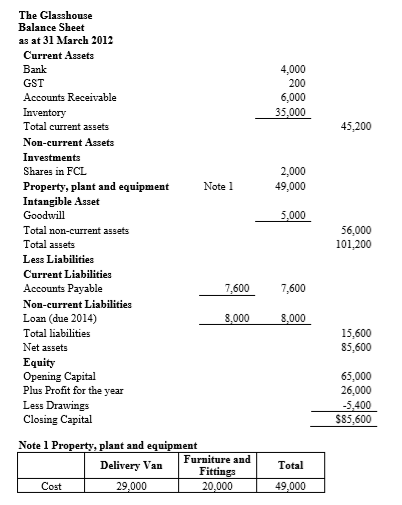 The Glasshouse
Balance Sheet
as at 31 March 2012
Current Assets
Bank 4,000
GST 200
Accounts Receivable 6,000
Inventory 35,000
Total current assets 45,200
Non-current Assets
Investments
Shares in FCL 2,000
Property, plant and equipment Note 1 49,000
Intangible Asset
Goodwill 5,000
Total non-current assets 56,000
Total assets 101,200
Less Liabilities
Current Liabilities
Accounts Payable 7,600 7,600
Non-current Liabilities
Loan (due 2014) 8,000 8,000
Total liabilities 15,600
Net assets 85,600
Equity
Opening Capital 65,000
Plus Profit for the year 26,000
Less Drawings -5,400
Closing Capital $85,600
Note 1 Property, plant and equipment
Delivery Van Furniture and Fittings Total
Cost 29,000 20,000 49,000